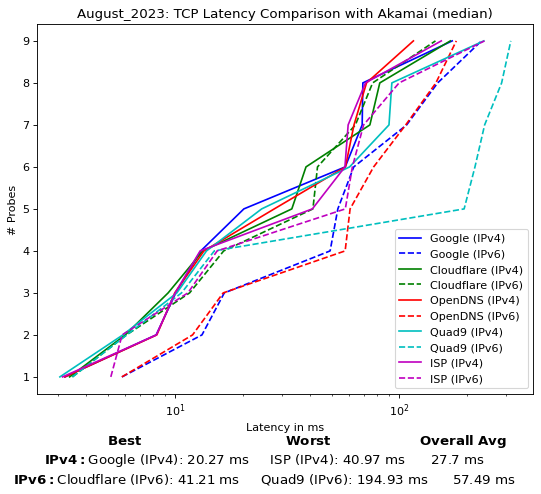 August_2023: TCP Latency Comparison with Akamai (median)
# Probes
9
8
7
6
5
4
3
2
1
Google (IPv4)
Google (IPv6)
Cloudflare (IPv4)
Cloudflare (IPv6)
OpenDNS (IPv4)
OpenDNS (IPv6)
Quad9 (IPv4)
Quad9 (IPv6)
ISP (IPv4)
ISP (IPv6)
10¹ 10²
Latency in ms
Best Worst Overall Avg
IPv4: Google (IPv4): 20.27 ms ISP (IPv4): 40.97 ms 27.7 ms
IPv6: Cloudflare (IPv6): 41.21 ms Quad9 (IPv6): 194.93 ms 57.49 ms